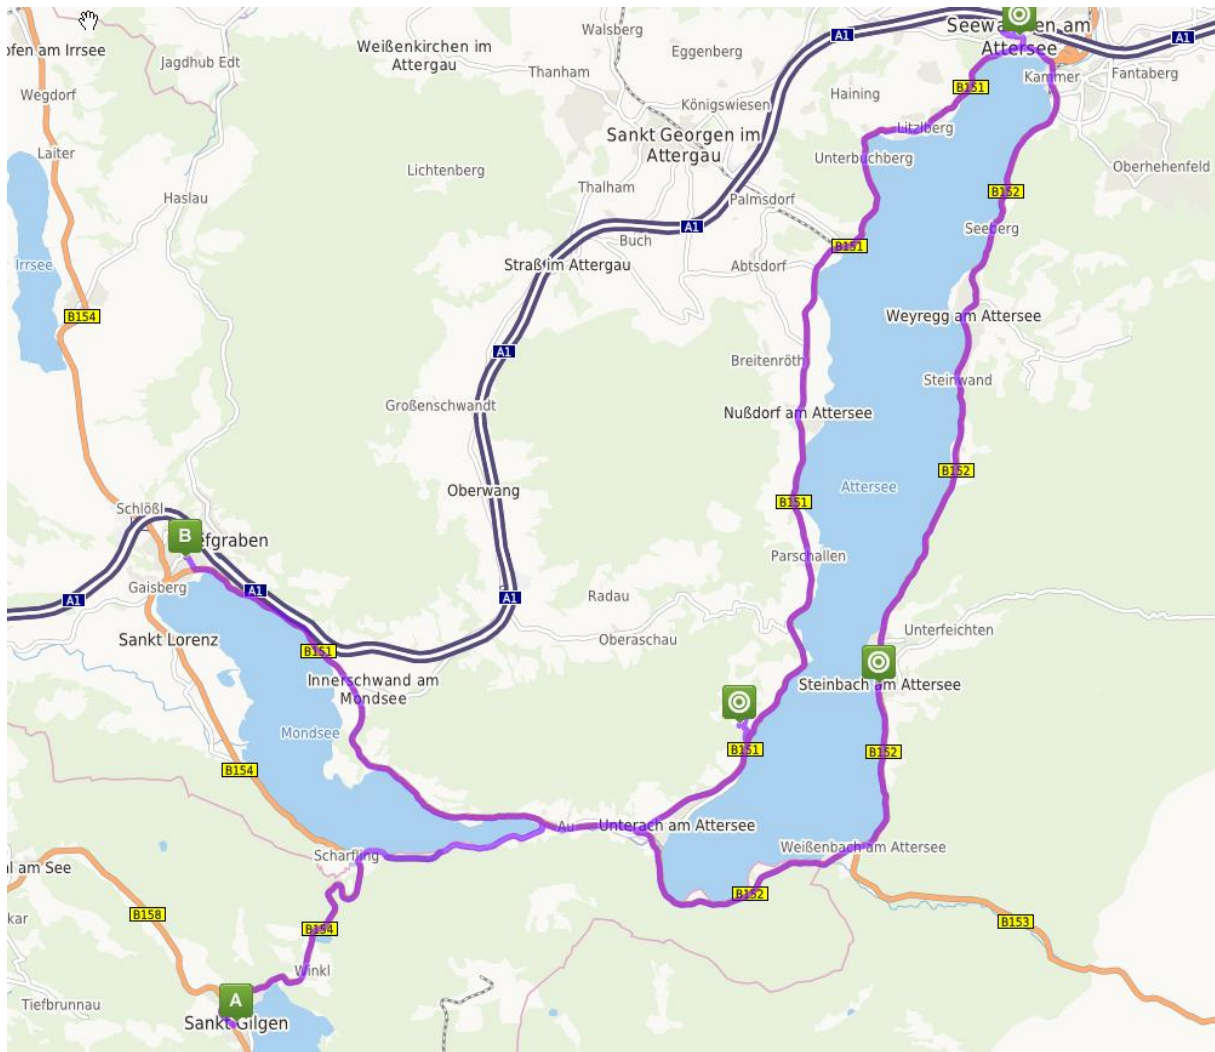 Seewa en am
Attersee
A1
A1
Walsberg
Weißenkirchen im
Attergau
Eggenberg
ofen am Irrsee
Jagdhub Edt
Thanham
Kammer
Fantaberg
B151
Wegdorf
Haining
Königswiesen
Litzlberg
Sankt Georgen im
Attergau
Laiter
Unterbuchberg
Oberhehenfeld
Lichtenberg
Thalham
B152
Haslau
Palmsdorf
A1
Seeberg
Buch
B151
Irrsee
Straß im Attergau
Abtsdorf
B154
Weyregg am Attersee
A1
Breitenröth
Steinwand
Großenschwandt
Nußdorf am Attersee
B152
Attersee
Oberwang
B151
Schlößl
B
efgraben
Parschallen
Gaisberg
A1
A1
A1
Radau
Unterfeichten
Sankt Lorenz
Oberaschau
B151
Innerschwand am
Mondsee
Steinbach am Attersee
Mondsee
B151
B152
B154
Au
Unterach am Attersee
Scharfling
Weißenbach am Attersee
l am See
B152
B158
kar
B154
B153
Winkl
Tiefbrunnau
A
Sankt Gilgen